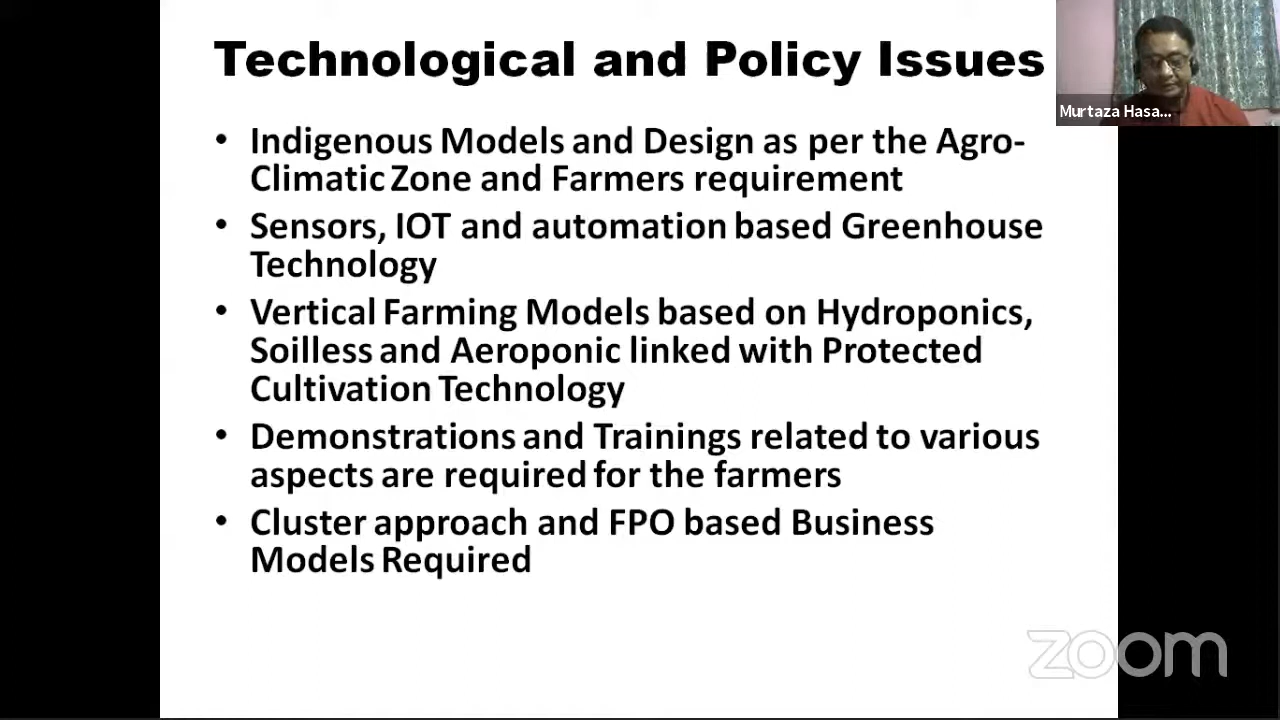 Technological and Policy Issues
Murtaza Hasa...
• Indigenous Models and Design as per the Agro-
Climatic Zone and Farmers requirement
• Sensors, IOT and automation based Greenhouse
Technology
• Vertical Farming Models based on Hydroponics,
Soilless and Aeroponic linked with Protected
Cultivation Technology
• Demonstrations and Trainings related to various
aspects are required for the farmers
• Cluster approach and FPO based Business
Models Required
zoom